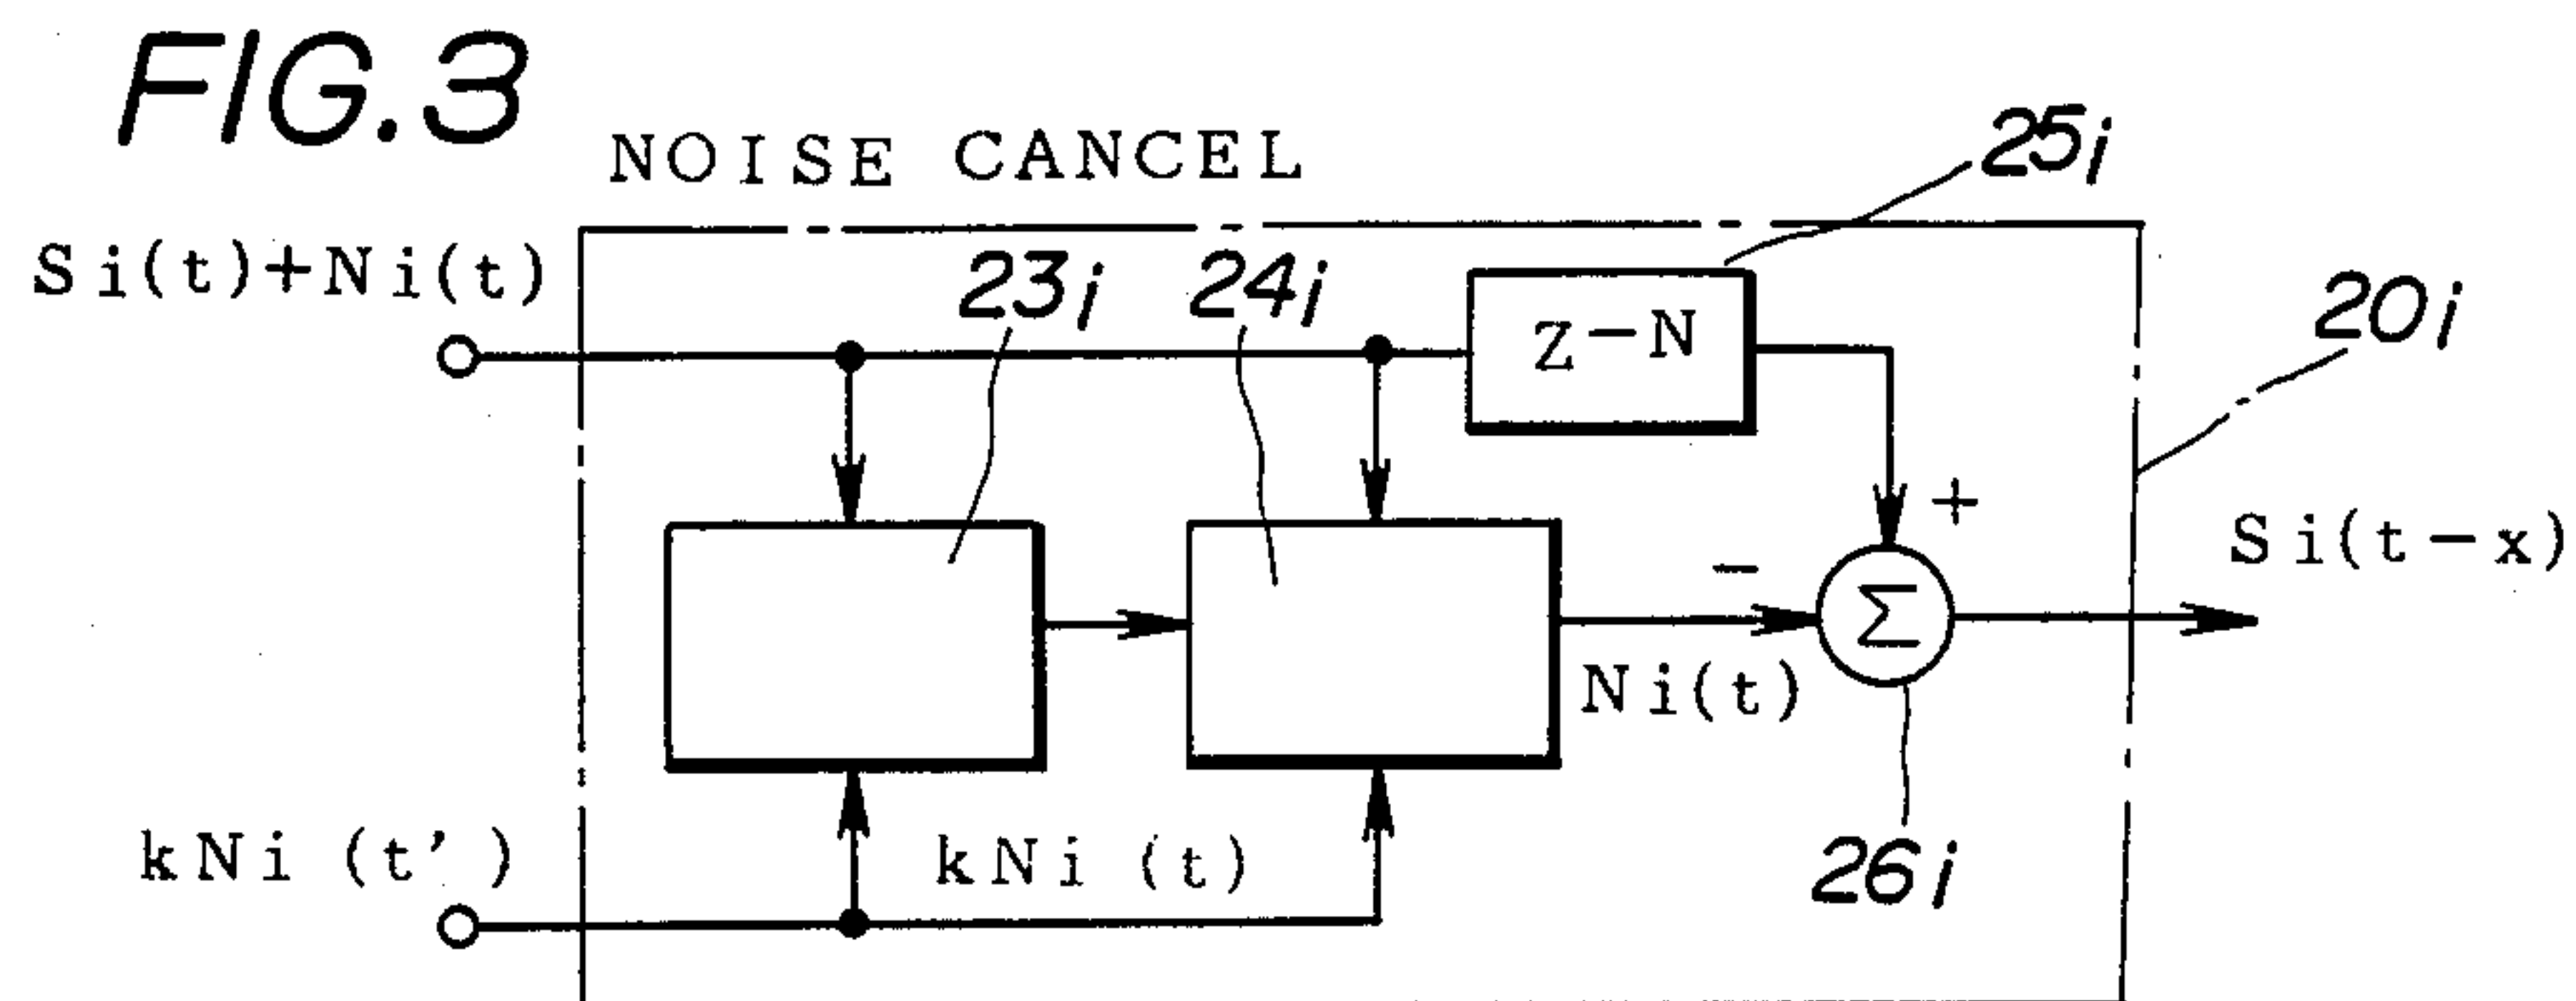 FIG.3
NOISE CANCEL
25i
Si(t)+Ni(t)
23i
24i
20i
Z-N
+
Si(t-x)
-
Σ
Ni(t)
kNi (t')
kNi (t)
26i